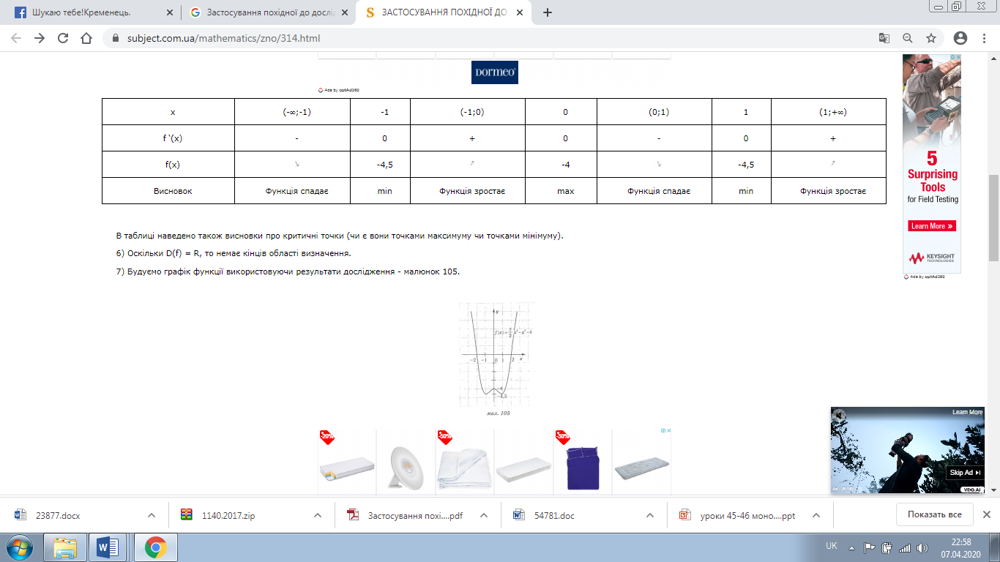 Шукаю тебе!Кременець.
Застосування похідної до дослід
ЗАСТОСУВАННЯ ПОХІДНОЇ ДО
subject.com.ua/mathematics/zno/314.html
DORMEO
Ads by optAd360
x (-∞;-1) -1 (-1;0) 0 (0;1) 1 (1;+∞)
f `(x) - 0 + 0 - 0 +
f(x) ↘ -4,5 ↗ -4 ↘ -4,5 ↗
Висновок Функція спадає min Функція зростає max Функція спадає min Функція зростає
5
Surprising
Tools
for Field Testing
Learn More »
KEYSIGHT
TECHNOLOGIES
Ads by optAd360
В таблиці наведено також висновки про критичні точки (чи є вони точками максимуму чи точками мінімуму).
6) Оскільки D(f) = R, то немає кінців області визначення.
7) Будуємо графік функції використовуючи результати дослідження - малюнок 105.
y
-2 -1 0 1 2 x
-4
-4,5
мал. 105
-20%
-50%
-30%
Learn More
Skip Ad
VDO.AI
23877.docx
1140.2017.zip
Застосування похі....pdf
54781.doc
уроки 45-46 моно....ppt
Показать все
UK
22:58
07.04.2020